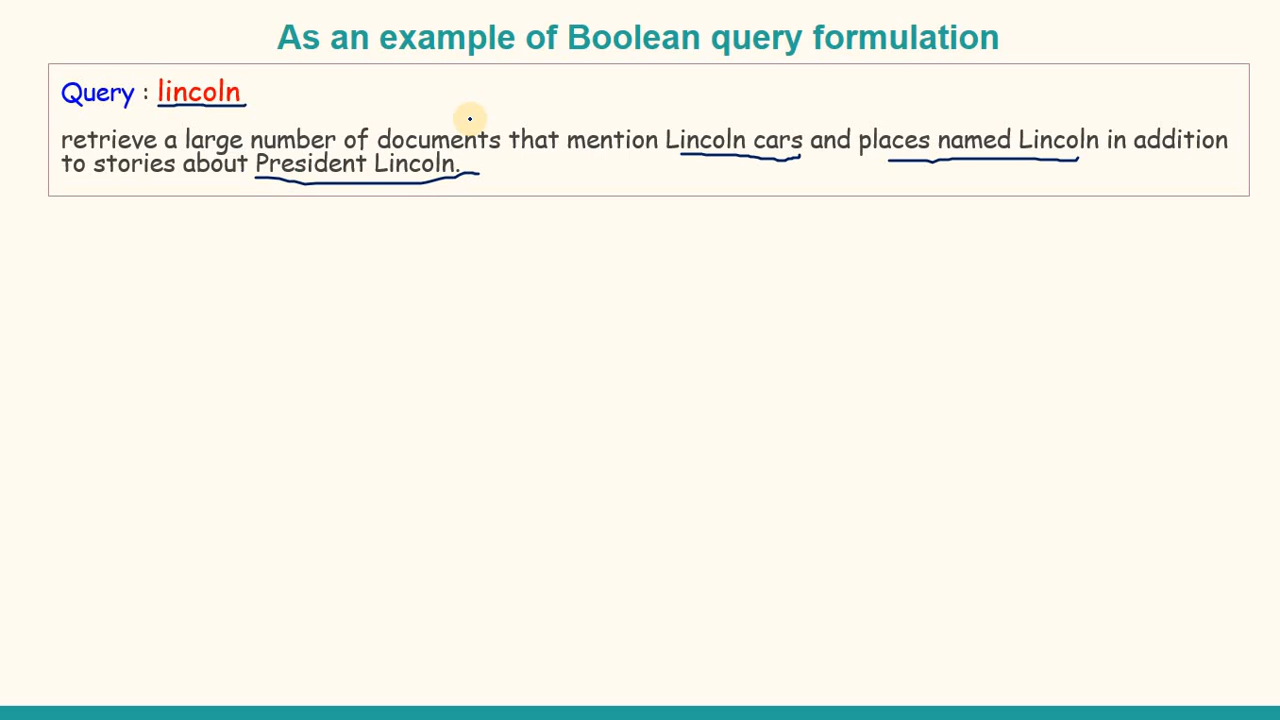 As an example of Boolean query formulation
Query : lincoln
retrieve a large number of documents that mention Lincoln cars and places named Lincoln in addition
to stories about President Lincoln.